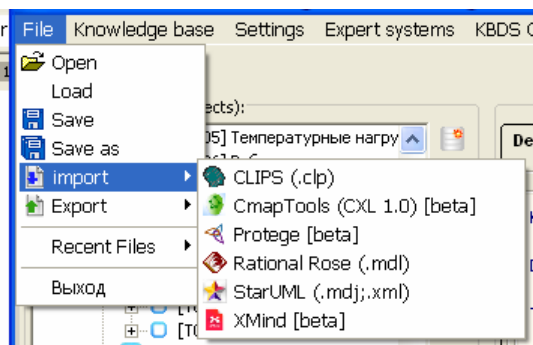 File Knowledge base Settings Expert systems KBDS
Open
Load
ects):
Save
05] Температурные нагру
Save as
De
import
CLIPS (.clp)
Export
CmapTools (CXL 1.0) [beta]
Protege [beta]
Recent Files
Rational Rose (.mdl)
Выход
StarUML (.mdj;.xml)
XMind [beta]